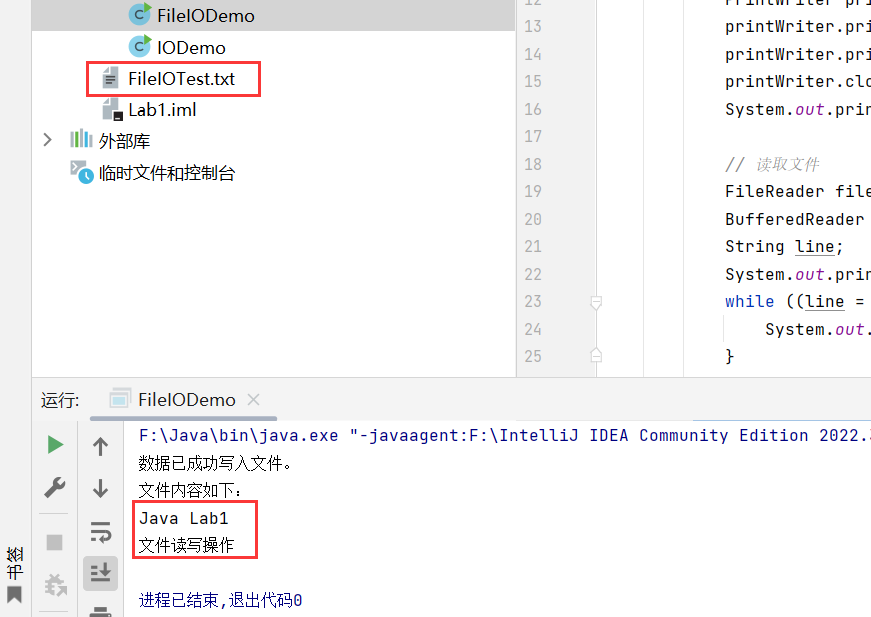 FileIODemo
IODemo
FileIOTest.txt
Lab1.iml
外部库
临时文件和控制台
12
13 printWriter.pri
14 printWriter.pri
15 printWriter.clo
16 System.out.prin
17
18 // 读取文件
19 FileReader file
20 BufferedReader
21 String line;
22 System.out.prin
23 while ((line =
24 System.out.
25 }
运行: FileIODemo
F:\Java\bin\java.exe "-javaagent:F:\IntelliJ IDEA Community Edition 2022.
数据已成功写入文件。
文件内容如下:
Java Lab1
文件读写操作
进程已结束,退出代码0
书签